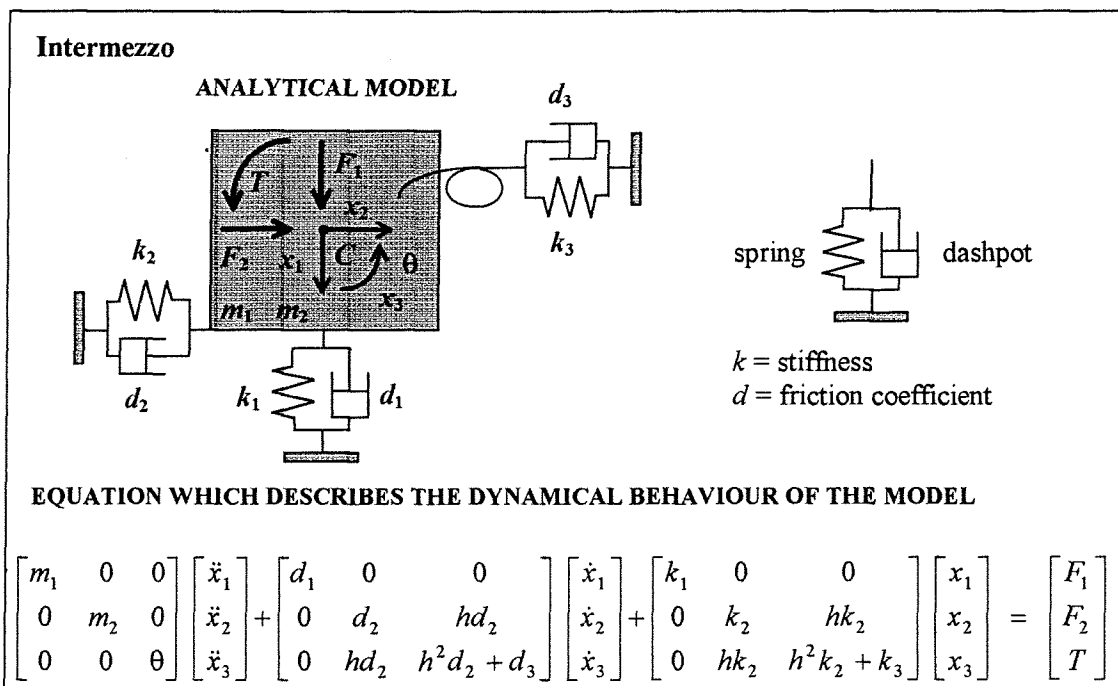 Intermezzo
ANALYTICAL MODEL
d₃
T
F₁
x₂
k₃
F₂
x₁
C
θ
x₃
k₂
m₁ m₂
d₂
k₁
d₁
spring
dashpot
k = stiffness
d = friction coefficient
EQUATION WHICH DESCRIBES THE DYNAMICAL BEHAVIOUR OF THE MODEL
[m₁ 0 0] [ẍ₁] [d₁ 0 0] [ẋ₁] [k₁ 0 0] [x₁] [F₁]
[0 m₂ 0] [ẍ₂] + [0 d₂ hd₂] [ẋ₂] + [0 k₂ hk₂] [x₂] = [F₂]
[0 0 θ] [ẍ₃] [0 hd₂ h²d₂ + d₃] [ẋ₃] [0 hk₂ h²k₂ + k₃] [x₃] [T]